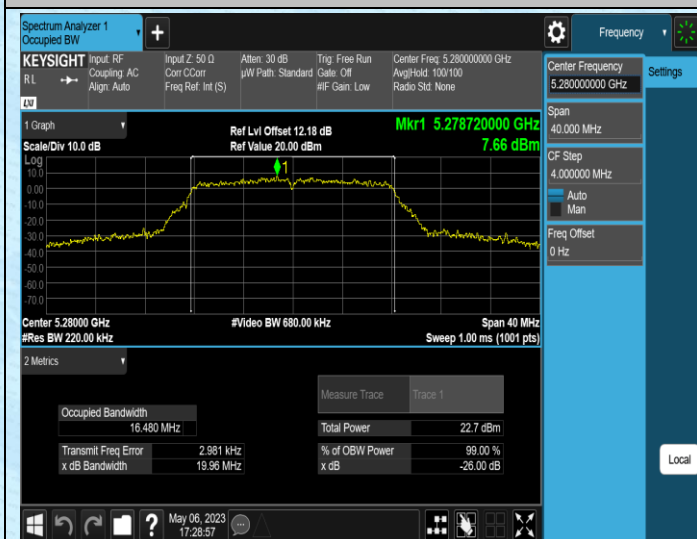 Spectrum Analyzer 1
Occupied BW
+
Frequency
KEYSIGHT
R L
LXI
Input: RF
Coupling: AC
Align: Auto
Input Z: 50 Ω
Corr CCorr
Freq Ref: Int (S)
Atten: 30 dB
µW Path: Standard
Trig: Free Run
Gate: Off
#IF Gain: Low
Center Freq: 5.280000000 GHz
Avg|Hold: 100/100
Radio Std: None
Center Frequency
5.280000000 GHz
Settings
Span
40.000 MHz
CF Step
4.000000 MHz
Auto
Man
Freq Offset
0 Hz
Local
1 Graph
Scale/Div 10.0 dB
Ref Lvl Offset 12.18 dB
Ref Value 20.00 dBm
Mkr1 5.278720000 GHz
7.66 dBm
Log
10.0
0.00
-10.0
-20.0
-30.0
-40.0
-50.0
-60.0
-70.0
1
Center 5.28000 GHz
#Res BW 220.00 kHz
#Video BW 680.00 kHz
Span 40 MHz
Sweep 1.00 ms (1001 pts)
2 Metrics
Measure Trace Trace 1
Occupied Bandwidth
16.480 MHz
Total Power 22.7 dBm
Transmit Freq Error 2.981 kHz
% of OBW Power 99.00 %
x dB Bandwidth 19.96 MHz
x dB -26.00 dB
?
May 06, 2023
17:28:57